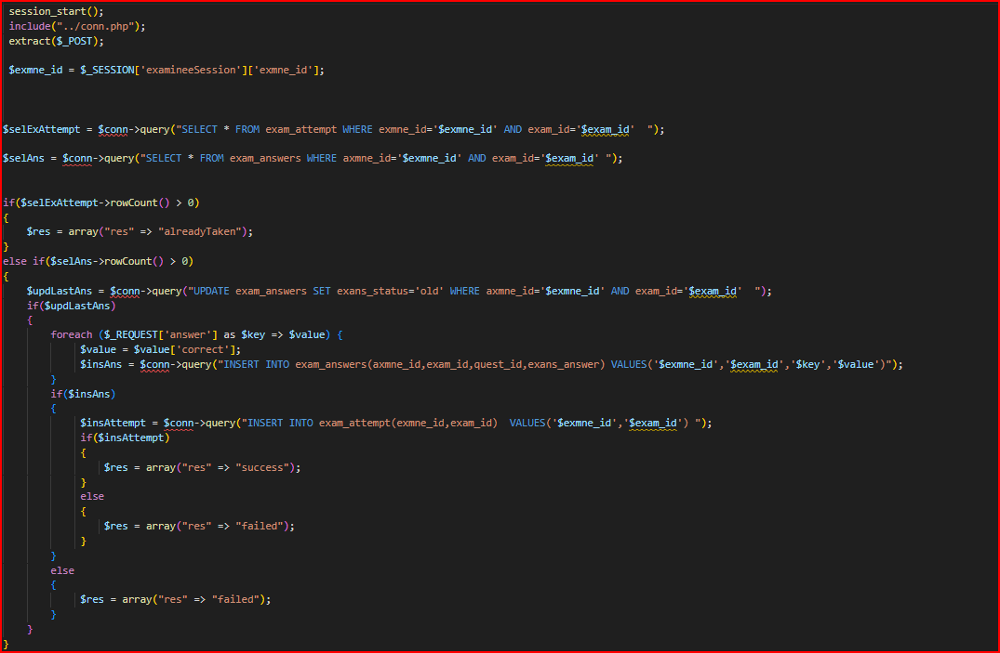 session_start();
include("../conn.php");
extract($_POST);
$exmne_id = $_SESSION['examineeSession']['exmne_id'];
$selExAttempt = $conn->query("SELECT * FROM exam_attempt WHERE exmne_id='$exmne_id' AND exam_id='$exam_id'  ");
$selAns = $conn->query("SELECT * FROM exam_answers WHERE axmne_id='$exmne_id' AND exam_id='$exam_id' ");
if($selExAttempt->rowCount() > 0)
{
    $res = array("res" => "alreadyTaken");
}
else if($selAns->rowCount() > 0)
{
    $updLastAns = $conn->query("UPDATE exam_answers SET exans_status='old' WHERE axmne_id='$exmne_id' AND exam_id='$exam_id'  ");
    if($updLastAns)
    {
        foreach ($_REQUEST['answer'] as $key => $value) {
             $value = $value['correct'];
             $insAns = $conn->query("INSERT INTO exam_answers(axmne_id,exam_id,quest_id,exans_answer) VALUES('$exmne_id','$exam_id','$key','$value')");
        }
        if($insAns)
        {
             $insAttempt = $conn->query("INSERT INTO exam_attempt(exmne_id,exam_id)  VALUES('$exmne_id','$exam_id') ");
             if($insAttempt)
             {
                 $res = array("res" => "success");
             }
             else
             {
                 $res = array("res" => "failed");
             }
        }
        else
        {
             $res = array("res" => "failed");
        }
    }
}